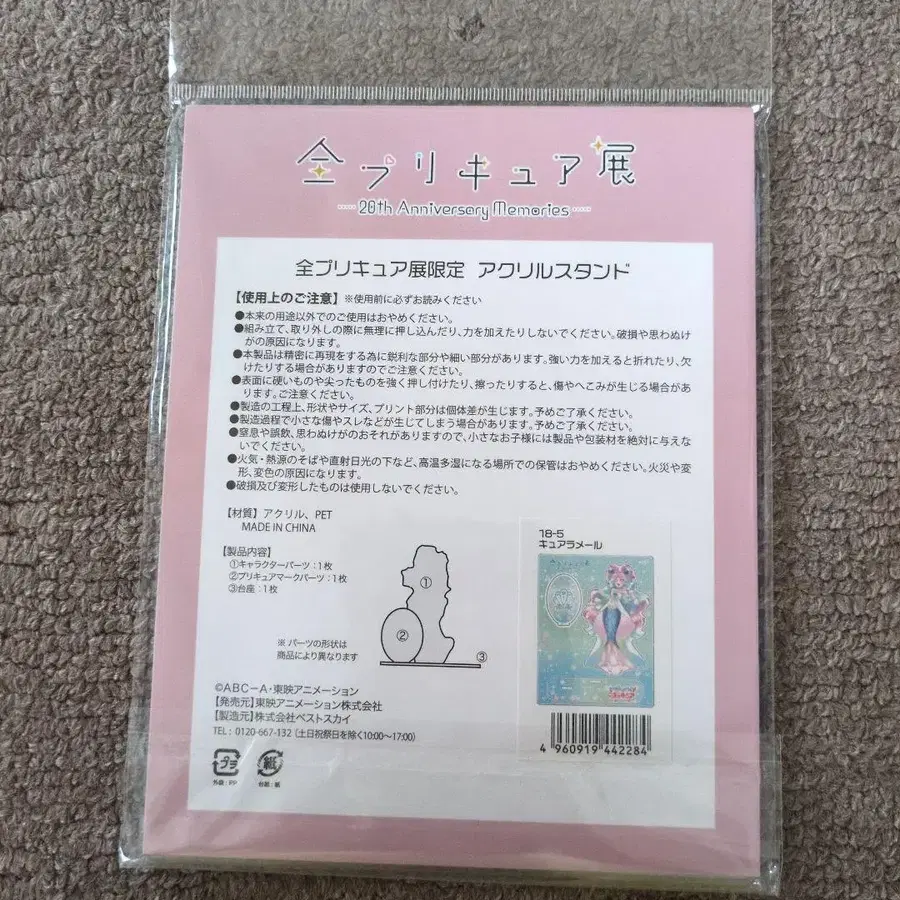 全プリキュア展
20th Anniversary Memories
全プリキュア展限定 アクリルスタンド
【使用上のご注意】※使用前に必ずお読みください
●本来の用途以外でのご使用はおやめください。
●組み立て、取り外しの際に無理に押し込んだり、力を加えたりしないでください。破損や思わぬけ
がの原因になります。
●本製品は精密に再現をする為に鋭利な部分や細い部分があります。強い力を加えると折れたり、欠
けたりする場合がありますのでご注意ください。
●表面に硬いものや尖ったものを強く押し付けたり、擦ったりすると、傷やへこみが生じる場合があ
ります。ご注意ください。
●製造の工程上、形状やサイズ、プリント部分は個体差が生じます。予めご了承ください。
●製造過程で小さな傷やスレなどが生じてしまう場合があります。予めご了承ください。
●窒息や誤飲、思わぬけがのおそれがありますので、小さなお子様には製品や包装材を絶対に与えな
いでください。
●火気・熱源のそばや直射日光の下など、高温多湿になる場所での保管はおやめください。火災や変
形、変色の原因になります。
●破損及び変形したものは使用しないでください。
【材質】アクリル、PET
MADE IN CHINA
【製品内容】
①キャラクターパーツ：1枚
②プリキュアマークパーツ：1枚
③台座：1枚
①
②
③
※ パーツの形状は
商品により異なります
18-5
キュアラメール
4 960919 442284
©ABC-A・東映アニメーション
【発売元】東映アニメーション株式会社
【製造元】株式会社ベストスカイ
TEL：0120-667-132（土日祝祭日を除く10:00〜17:00）
プラ
紙
外袋：PP
台紙：紙